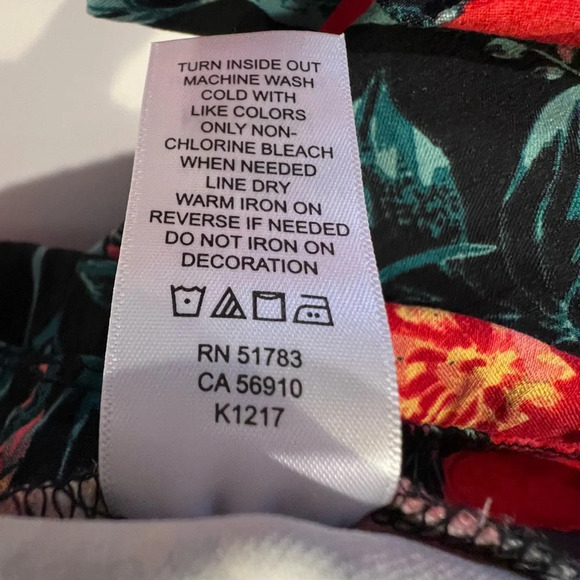 TURN INSIDE OUT
MACHINE WASH
COLD WITH
LIKE COLORS
ONLY NON-
CHLORINE BLEACH
WHEN NEEDED
LINE DRY
WARM IRON ON
REVERSE IF NEEDED
DO NOT IRON ON
DECORATION
RN 51783
CA 56910
K1217